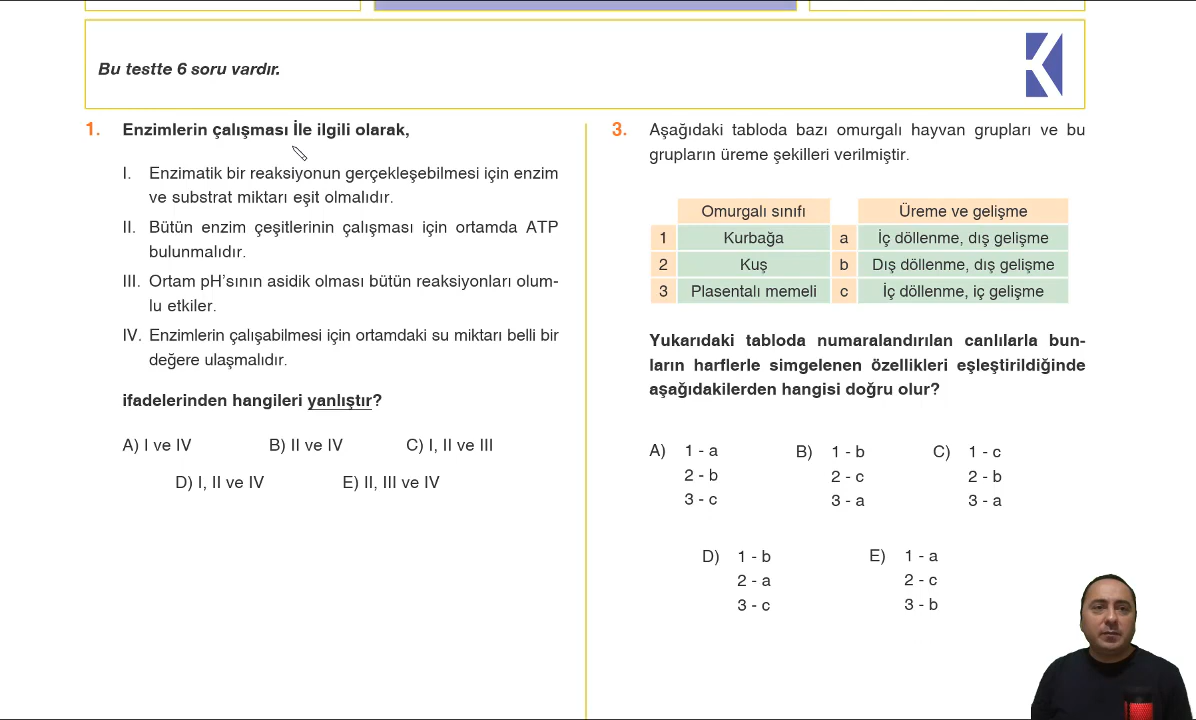 Bu testte 6 soru vardır.
1. Enzimlerin çalışması İle ilgili olarak,
I. Enzimatik bir reaksiyonun gerçekleşebilmesi için enzim
ve substrat miktarı eşit olmalıdır.
II. Bütün enzim çeşitlerinin çalışması için ortamda ATP
bulunmalıdır.
III. Ortam pH’sının asidik olması bütün reaksiyonları olum-
lu etkiler.
IV. Enzimlerin çalışabilmesi için ortamdaki su miktarı belli bir
değere ulaşmalıdır.
ifadelerinden hangileri yanlıştır?
A) I ve IV B) II ve IV C) I, II ve III
D) I, II ve IV E) II, III ve IV
3. Aşağıdaki tabloda bazı omurgalı hayvan grupları ve bu
grupların üreme şekilleri verilmiştir.
Omurgalı sınıfı Üreme ve gelişme
1 Kurbağa a İç döllenme, dış gelişme
2 Kuş b Dış döllenme, dış gelişme
3 Plasentalı memeli c İç döllenme, iç gelişme
Yukarıdaki tabloda numaralandırılan canlılarla bun-
ların harflerle simgelenen özellikleri eşleştirildiğinde
aşağıdakilerden hangisi doğru olur?
A) 1 - a B) 1 - b C) 1 - c
2 - b 2 - c 2 - b
3 - c 3 - a 3 - a
D) 1 - b E) 1 - a
2 - a 2 - c
3 - c 3 - b